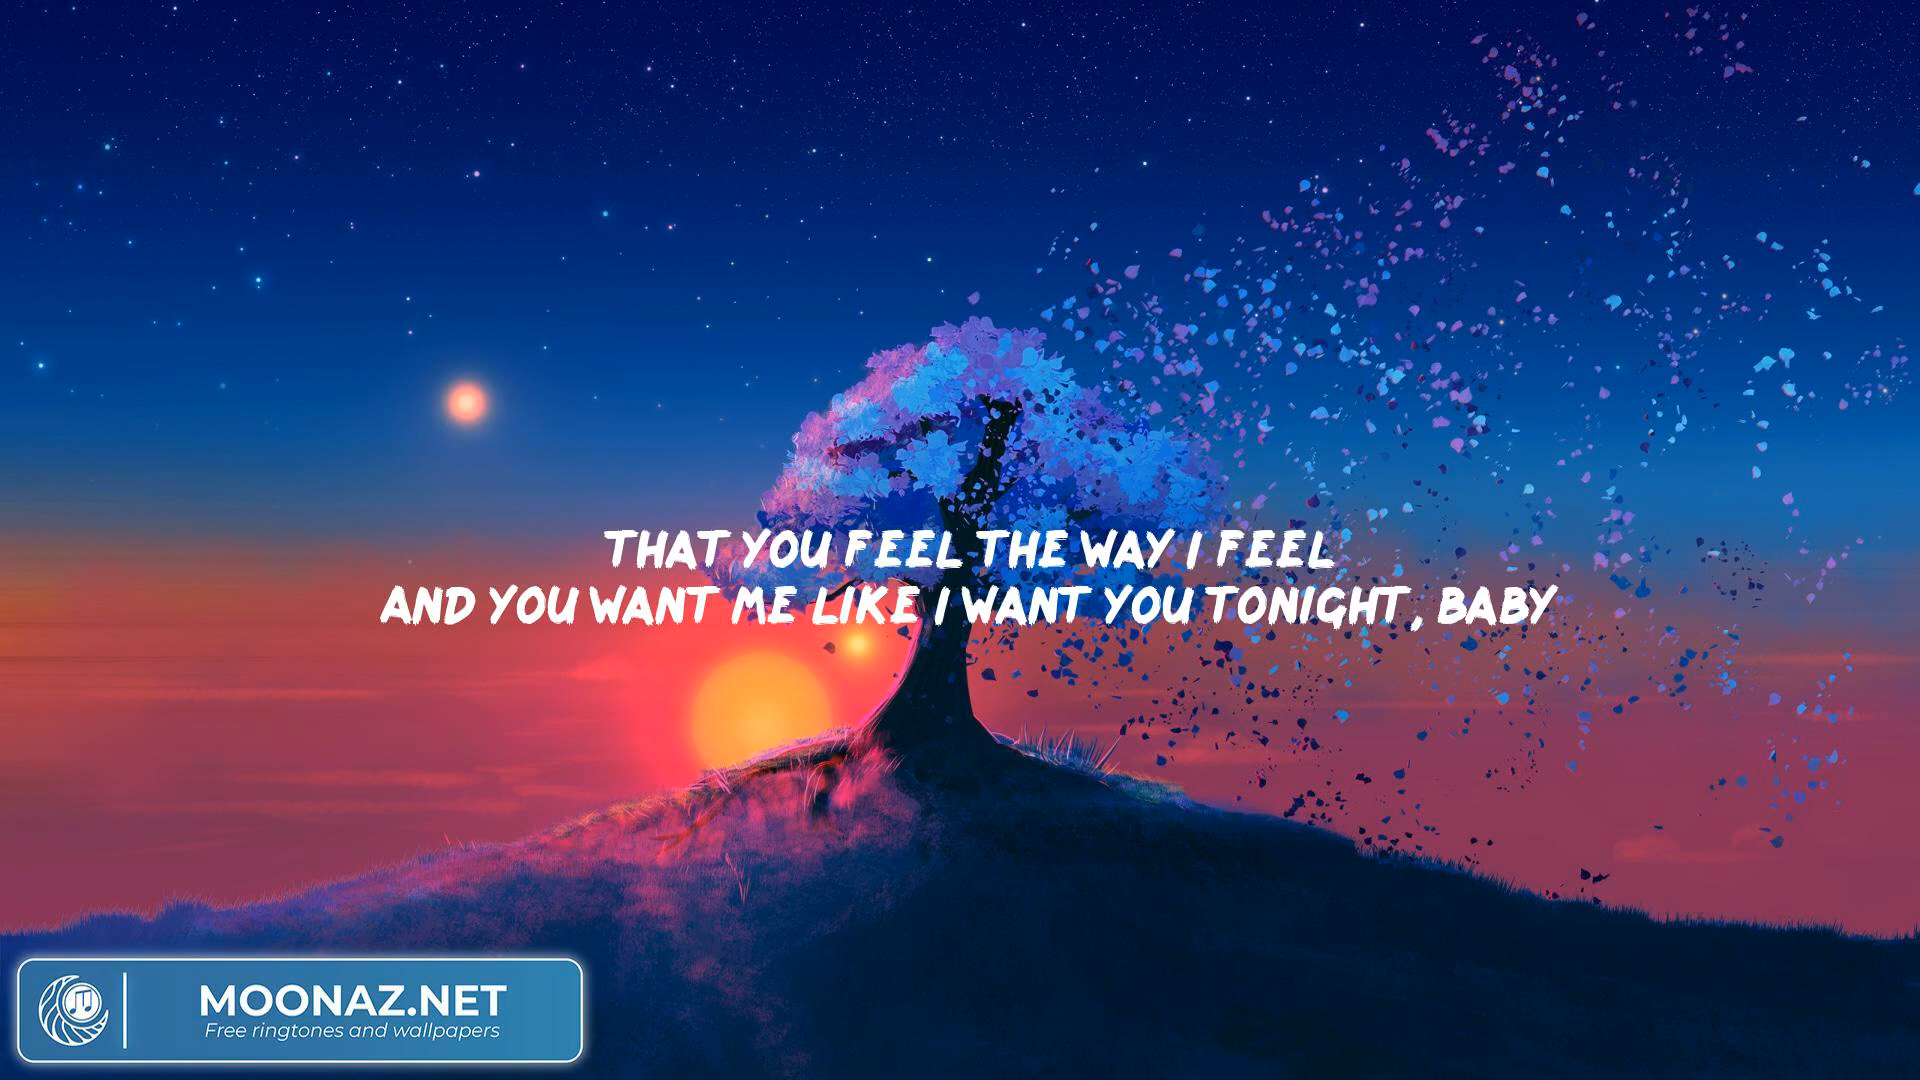 THAT YOU FEEL THE WAY I FEEL
AND YOU WANT ME LIKE I WANT YOU TONIGHT, BABY
MOONAZ.NET
Free ringtones and wallpapers